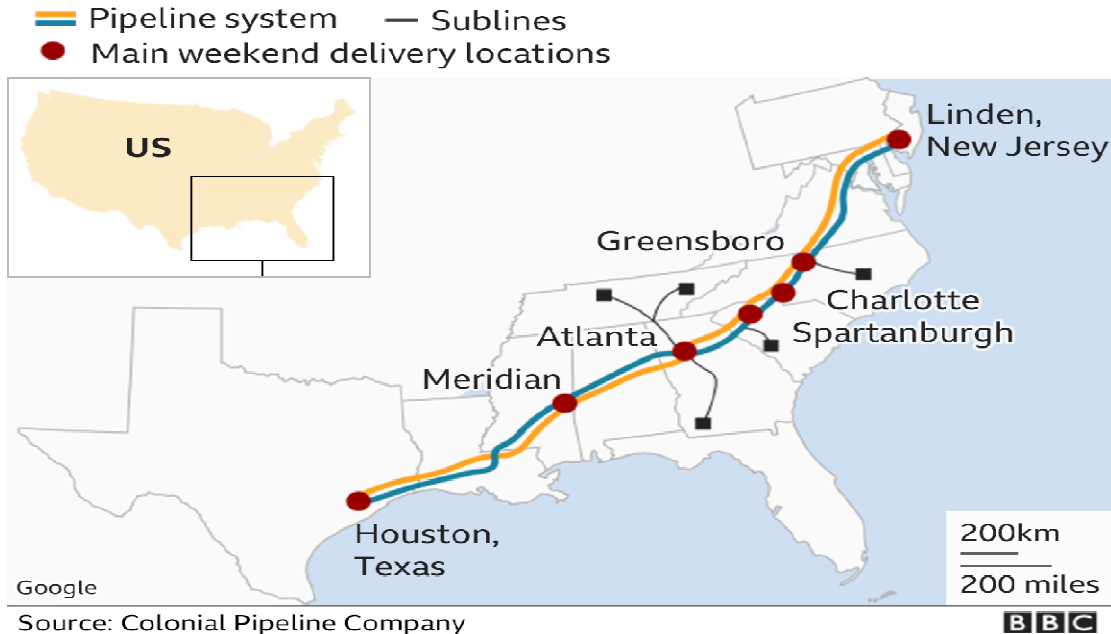 Pipeline system
Sublines
Main weekend delivery locations
US
Linden,
New Jersey
Greensboro
Charlotte
Spartanburgh
Atlanta
Meridian
Houston,
Texas
200km
200 miles
Google
Source: Colonial Pipeline Company
BBC